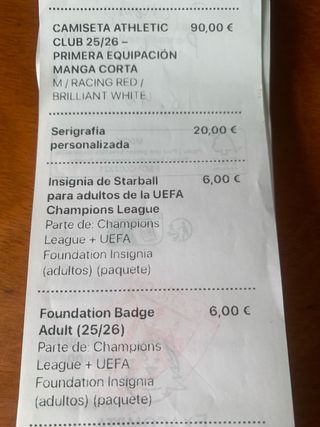 CAMISETA ATHLETIC 90,00 €
CLUB 25/26 –
PRIMERA EQUIPACIÓN
MANGA CORTA
M / RACING RED /
BRILLIANT WHITE
Serigrafia 20,00 €
personalizada
Insignia de Starball 6,00 €
para adultos de la UEFA
Champions League
Parte de: Champions
League + UEFA
Foundation Insignia
(adultos) (paquete)
Foundation Badge 6,00 €
Adult (25/26)
Parte de: Champions
League + UEFA
Foundation Insignia
(adultos) (paquete)